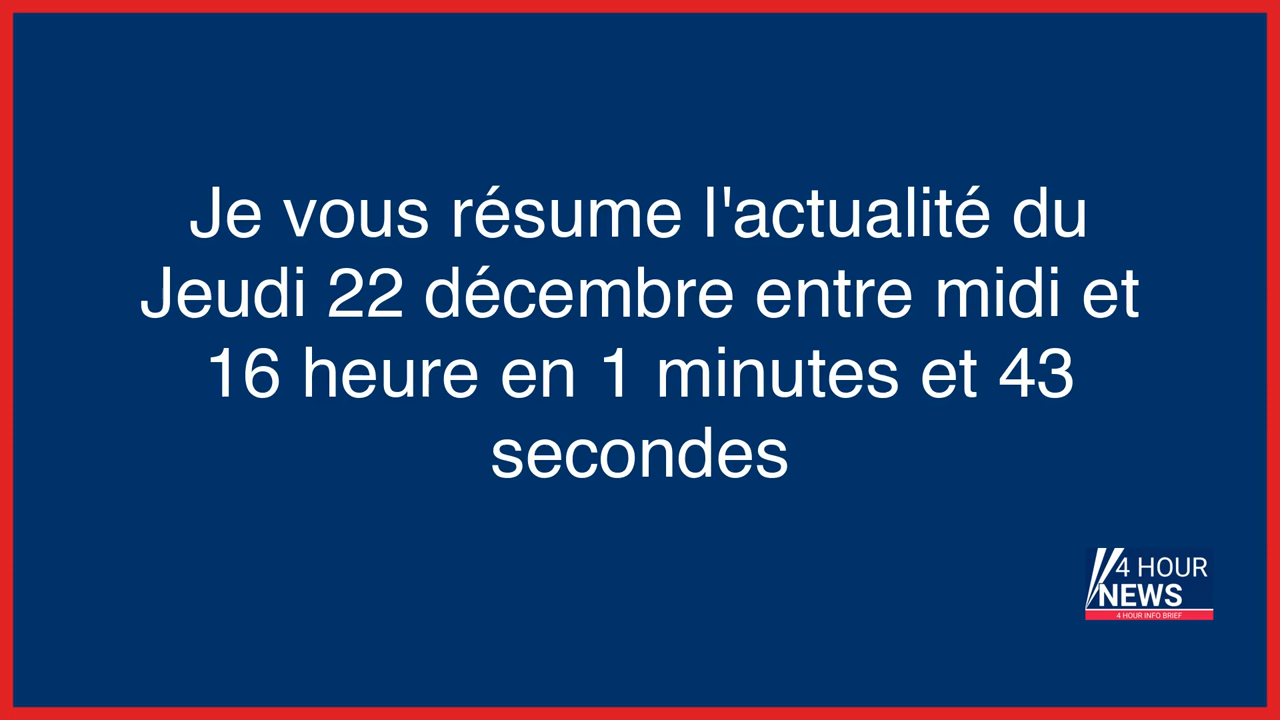 Je vous résume l'actualité du
Jeudi 22 décembre entre midi et
16 heure en 1 minutes et 43
secondes
4 HOUR
NEWS
4 HOUR INFO BRIEF